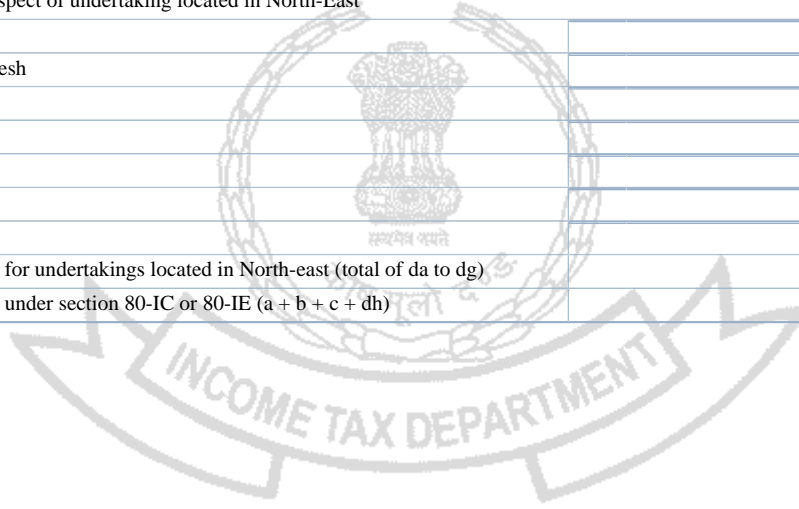 spect of undertaking located in North-East
esh
सत्यमेव जयते
for undertakings located in North-east (total of da to dg)
under section 80-IC or 80-IE (a + b + c + dh)
कोष मूलो दण्डः
INCOME TAX DEPARTMENT